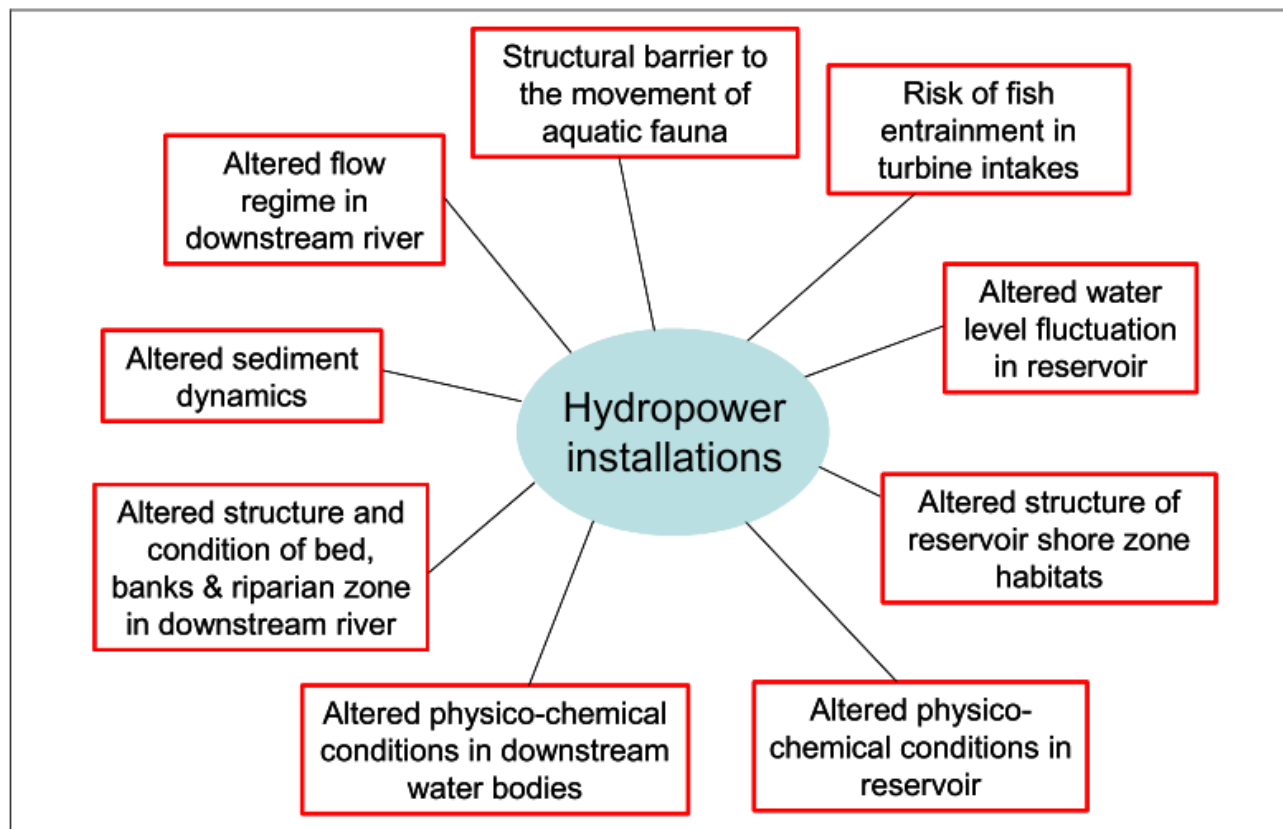 Structural barrier to
the movement of
aquatic fauna
Risk of fish
entrainment in
turbine intakes
Altered flow
regime in
downstream river
Altered water
level fluctuation
in reservoir
Altered sediment
dynamics
Hydropower
installations
Altered structure and
condition of bed,
banks & riparian zone
in downstream river
Altered structure of
reservoir shore zone
habitats
Altered physico-chemical
conditions in downstream
water bodies
Altered physico-
chemical conditions in
reservoir